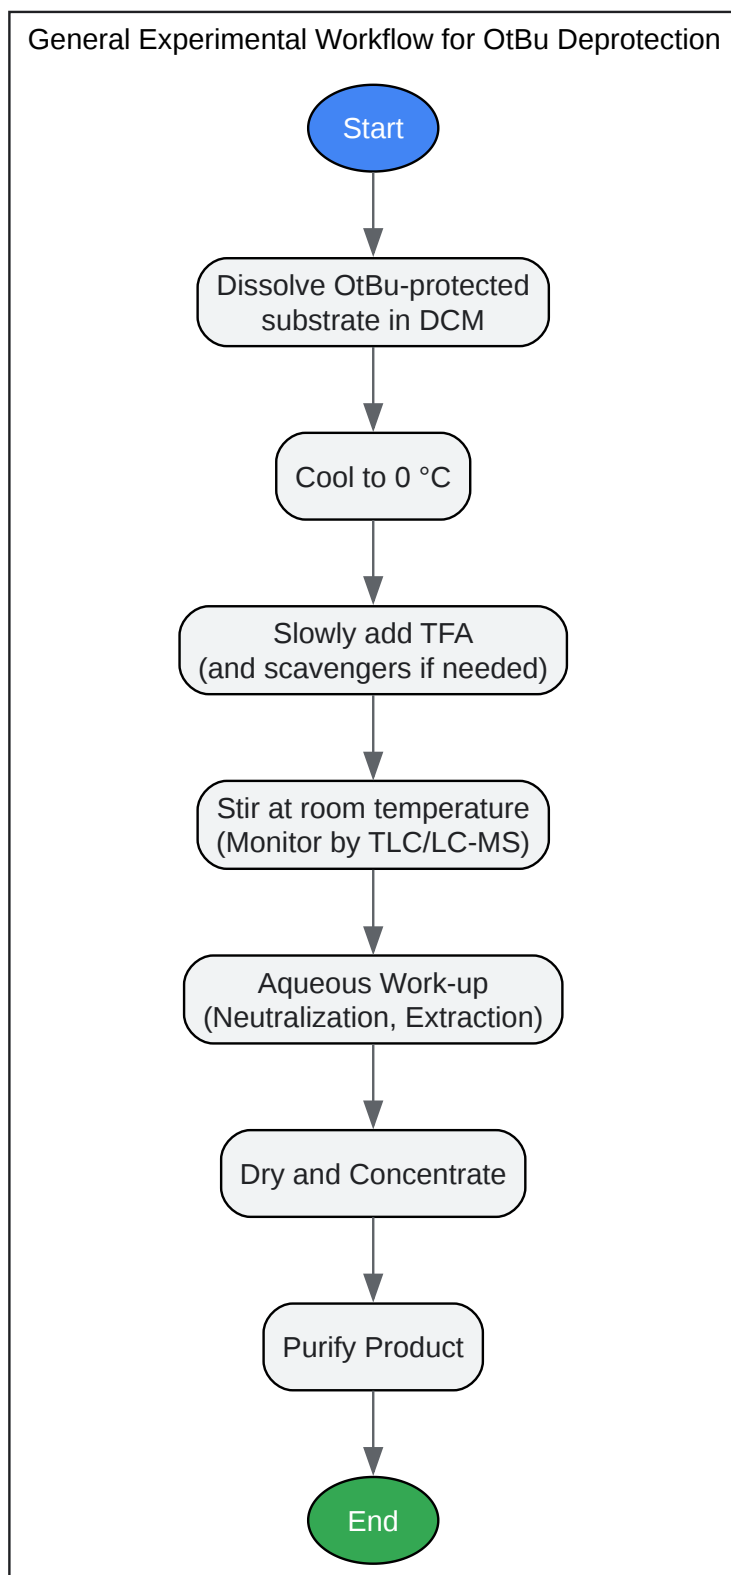 General Experimental Workflow for OtBu Deprotection
Start
Dissolve OtBu-protected
substrate in DCM
Cool to 0 °C
Slowly add TFA
(and scavengers if needed)
Stir at room temperature
(Monitor by TLC/LC-MS)
Aqueous Work-up
(Neutralization, Extraction)
Dry and Concentrate
Purify Product
End